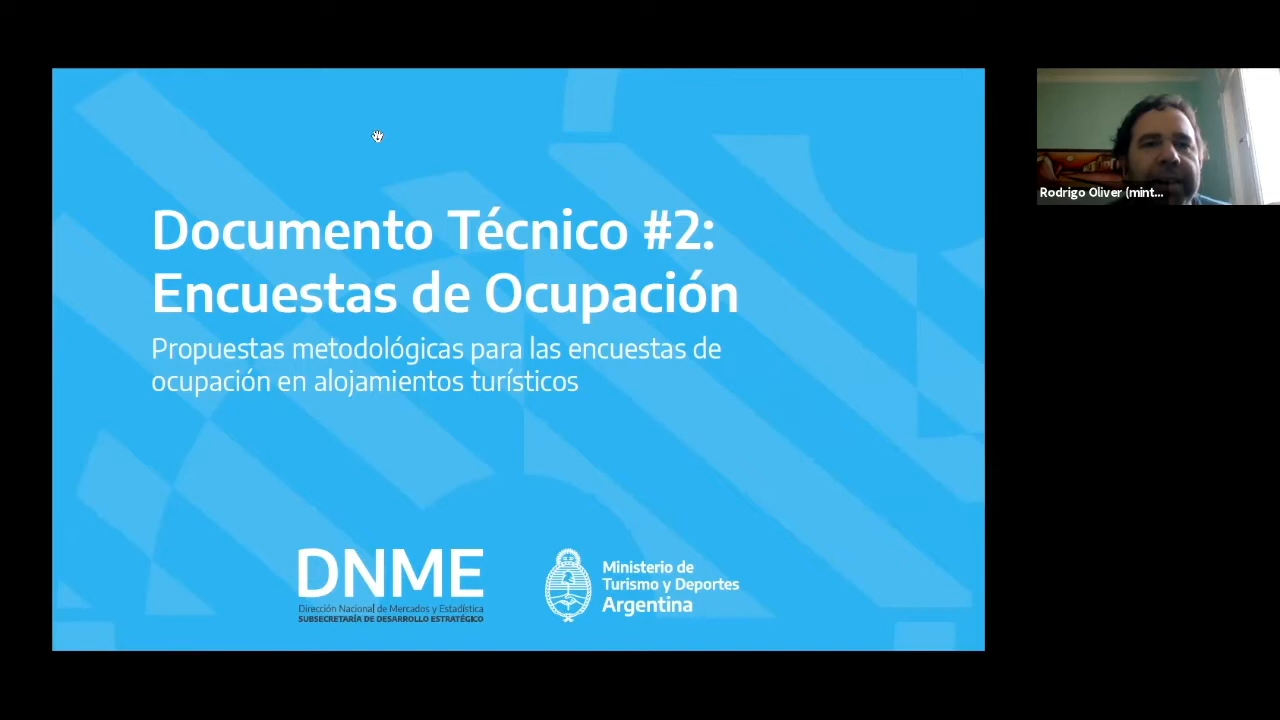 Documento Técnico #2:
Encuestas de Ocupación
Propuestas metodológicas para las encuestas de
ocupación en alojamientos turísticos
DNME
Dirección Nacional de Mercados y Estadística
SUBSECRETARÍA DE DESARROLLO ESTRATÉGICO
Ministerio de
Turismo y Deportes
Argentina
Rodrigo Oliver (mint...